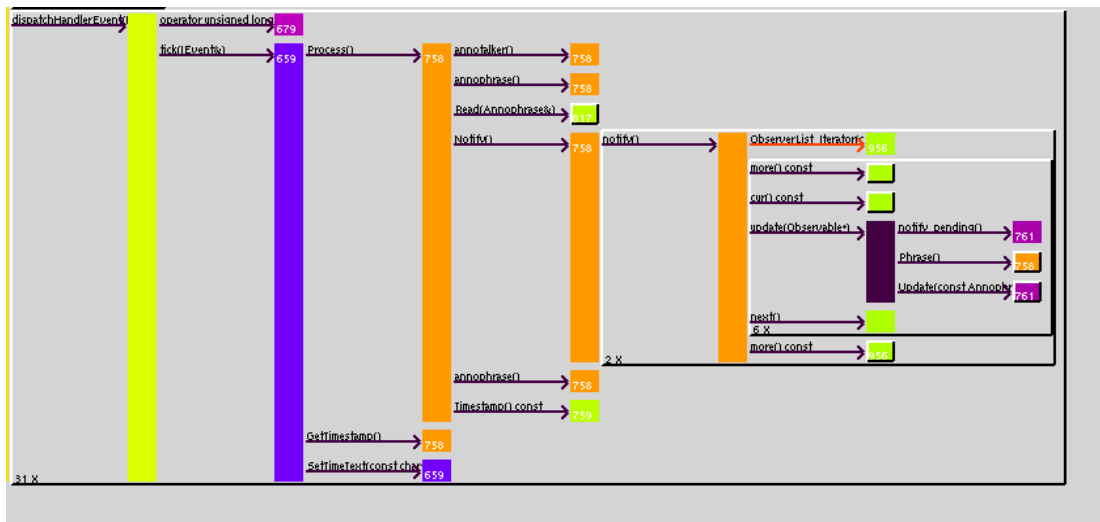 dispatchHandlerEvent(I operator unsigned long 679
tick(IEvent&) 659 Process() 758 annotalker() 758
annophrase() 758
Read(Annophrase&) 817
Notify() 758 notify() ObserverList_Iterator(c 956
more() const
cur() const
update(Observable*) notify_pending() 761
Phrase() 758
Update(const Annophr 761
next()
6 X
more() const 956
2 X
annophrase() 758
Timestamp() const 759
GetTimestamp() 758
SetTimeText(const char 659
31 X